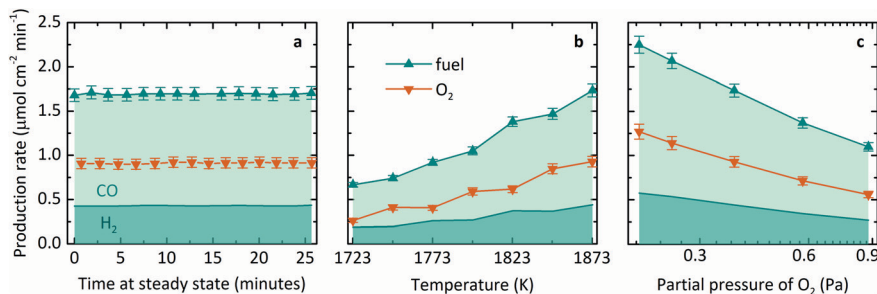 Production rate (μmol cm⁻² min⁻¹)
2.5
2.0
1.5
1.0
0.5
0.0
a
CO
H₂
0 5 10 15 20 25
Time at steady state (minutes)
b
fuel
O₂
1723 1773 1823 1873
Temperature (K)
c
0.3 0.6 0.9
Partial pressure of O₂ (Pa)